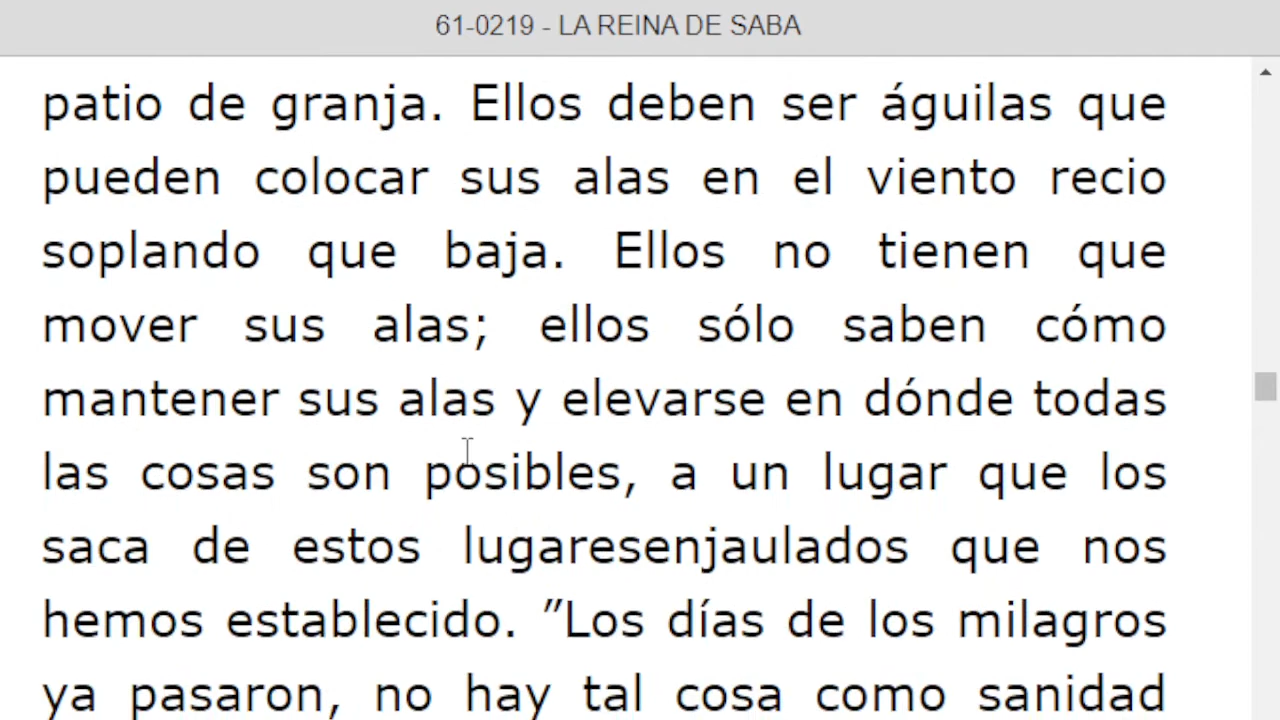 61-0219 - LA REINA DE SABA
patio de granja. Ellos deben ser águilas que
pueden colocar sus alas en el viento recio
soplando que baja. Ellos no tienen que
mover sus alas; ellos sólo saben cómo
mantener sus alas y elevarse en dónde todas
las cosas son posibles, a un lugar que los
saca de estos lugaresenjaulados que nos
hemos establecido. ”Los días de los milagros
ya pasaron, no hay tal cosa como sanidad